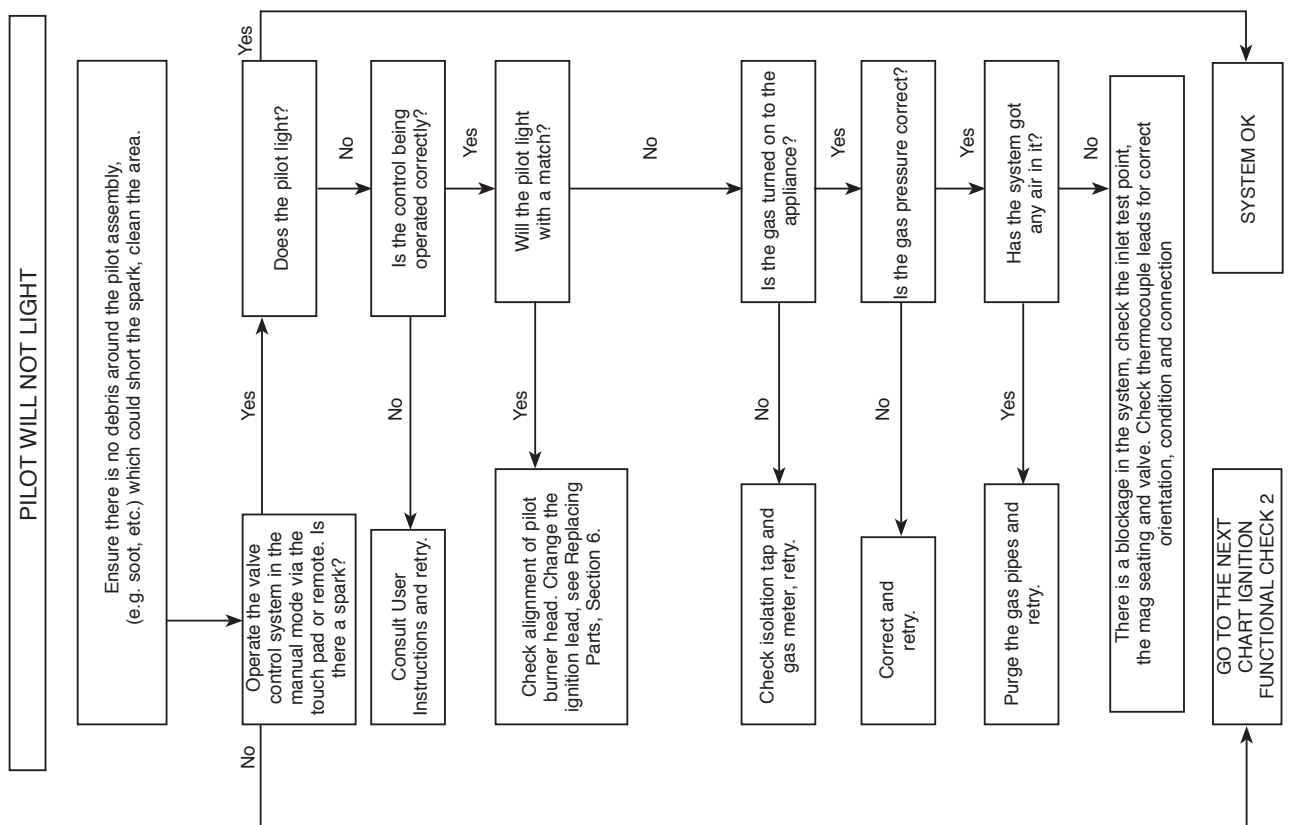 PILOT WILL NOT LIGHT
Ensure there is no debris around the pilot assembly,
(e.g. soot, etc.) which could short the spark, clean the area.
Operate the valve
control system in the
manual mode via the
touch pad or remote. Is
there a spark?
Yes
No
Does the pilot light?
Yes
No
Is the control being
operated correctly?
No
Consult User
Instructions and retry.
Yes
Will the pilot light
with a match?
Yes
Check alignment of pilot
burner head. Change the
ignition lead, see Replacing
Parts, Section 6.
No
Is the gas turned on to the
appliance?
No
Check isolation tap and
gas meter, retry.
Yes
Is the gas pressure correct?
No
Correct and
retry.
Yes
Has the system got
any air in it?
Yes
Purge the gas pipes and
retry.
No
There is a blockage in the system, check the inlet test point,
the mag seating and valve. Check thermocouple leads for correct
orientation, condition and connection
GO TO THE NEXT
CHART IGNITION
FUNCTIONAL CHECK 2
SYSTEM OK